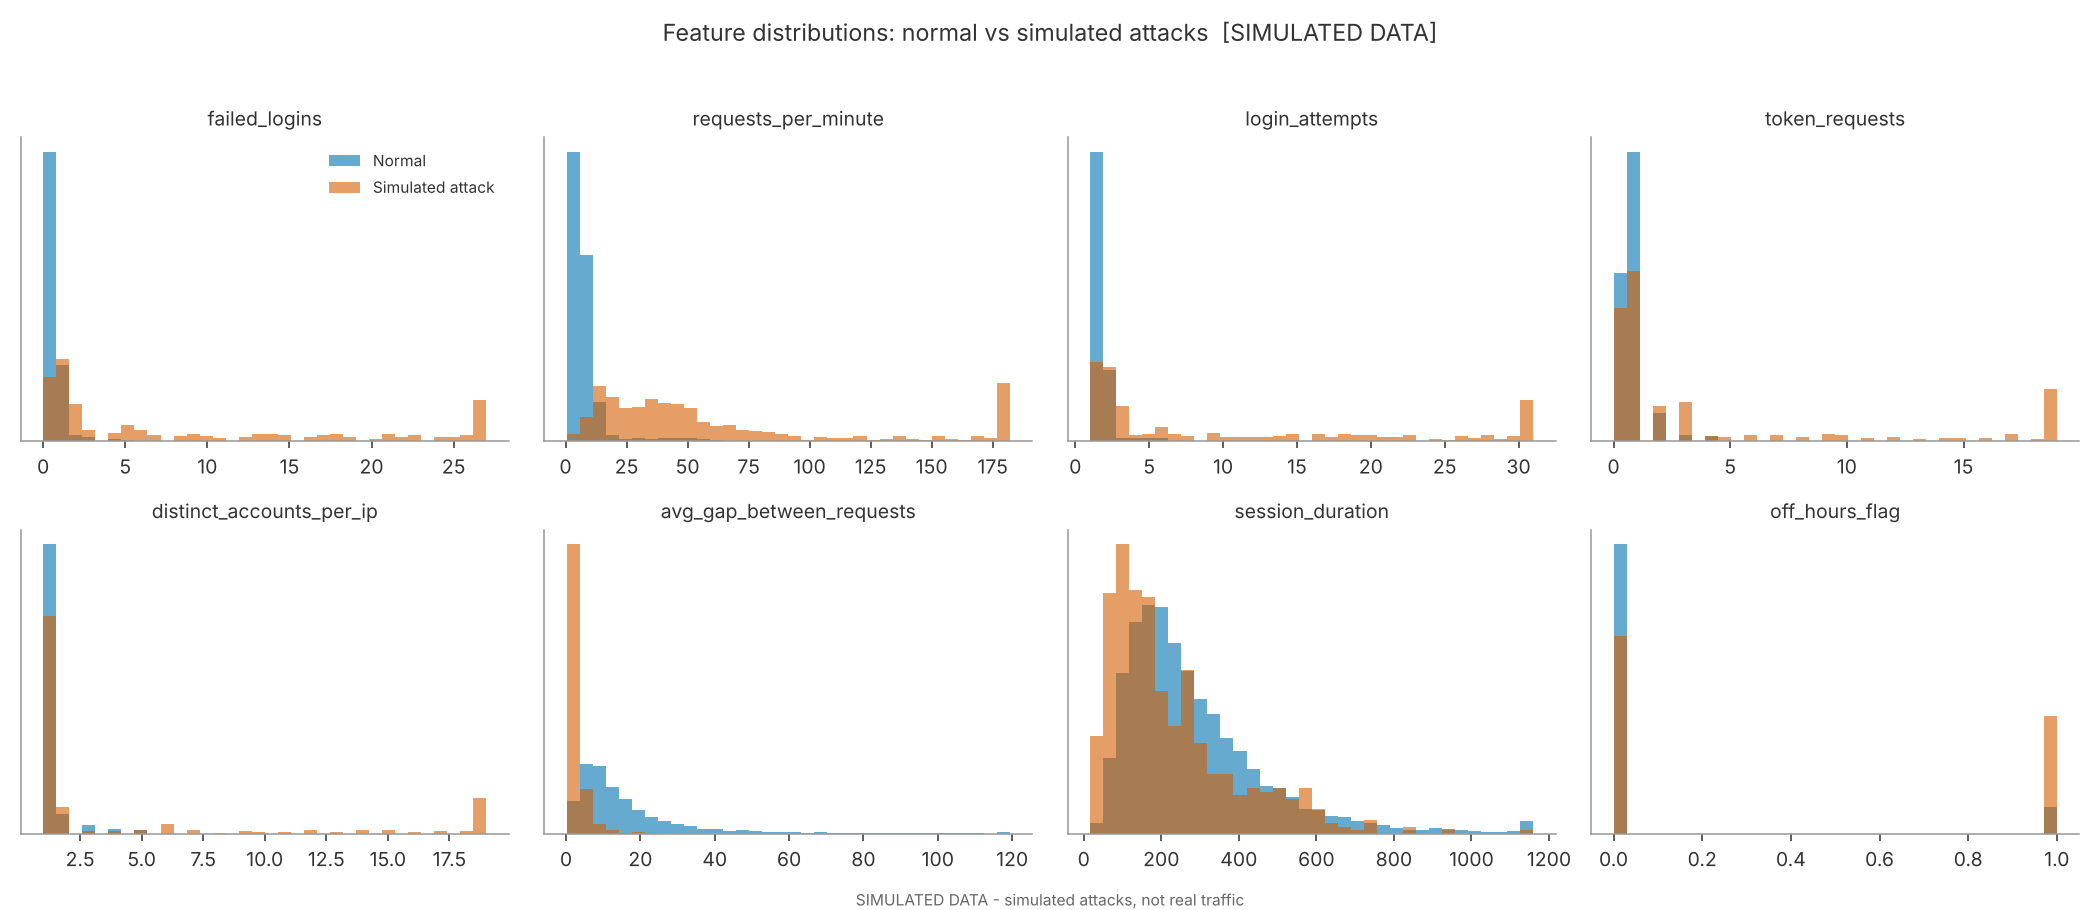 Feature distributions: normal vs simulated attacks [SIMULATED DATA]
failed_logins
requests_per_minute
login_attempts
token_requests
Normal
Simulated attack
0 5 10 15 20 25
0 25 50 75 100 125 150 175
0 5 10 15 20 25 30
0 5 10 15
distinct_accounts_per_ip
avg_gap_between_requests
session_duration
off_hours_flag
2.5 5.0 7.5 10.0 12.5 15.0 17.5
0 20 40 60 80 100 120
0 200 400 600 800 1000 1200
0.0 0.2 0.4 0.6 0.8 1.0
SIMULATED DATA - simulated attacks, not real traffic